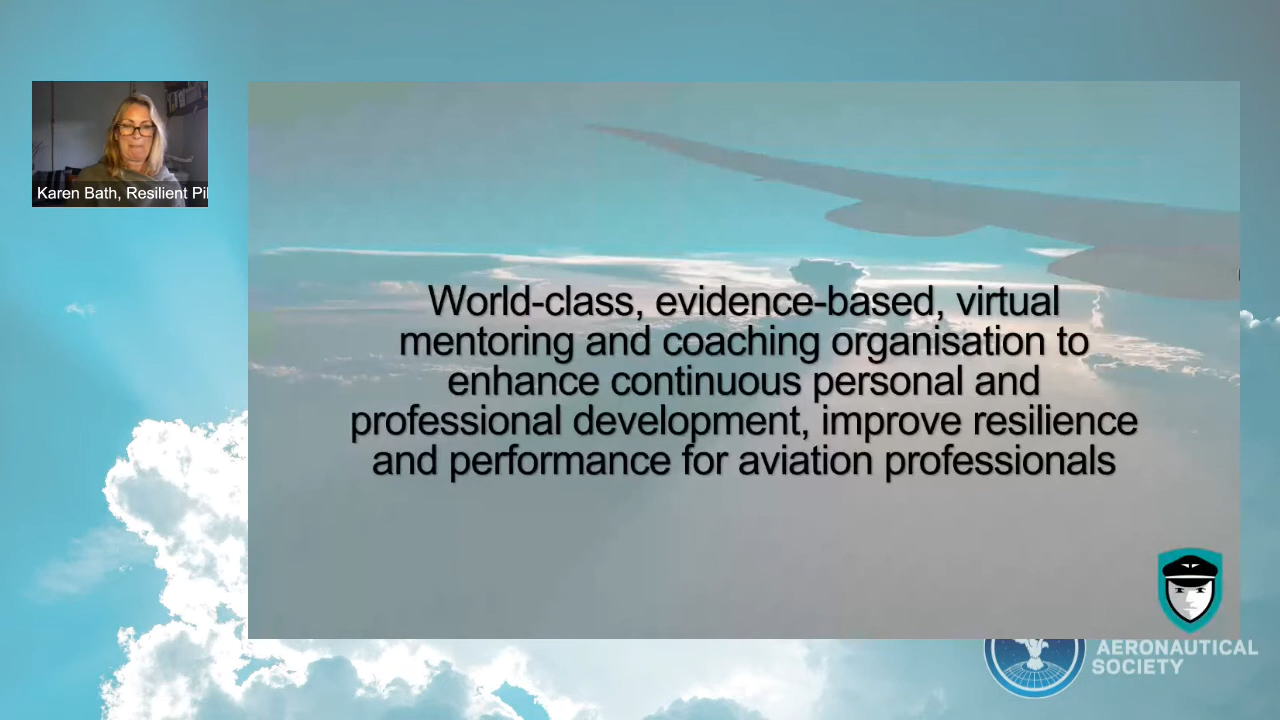 Karen Bath, Resilient Pil
World-class, evidence-based, virtual
mentoring and coaching organisation to
enhance continuous personal and
professional development, improve resilience
and performance for aviation professionals
AERONAUTICAL
SOCIETY